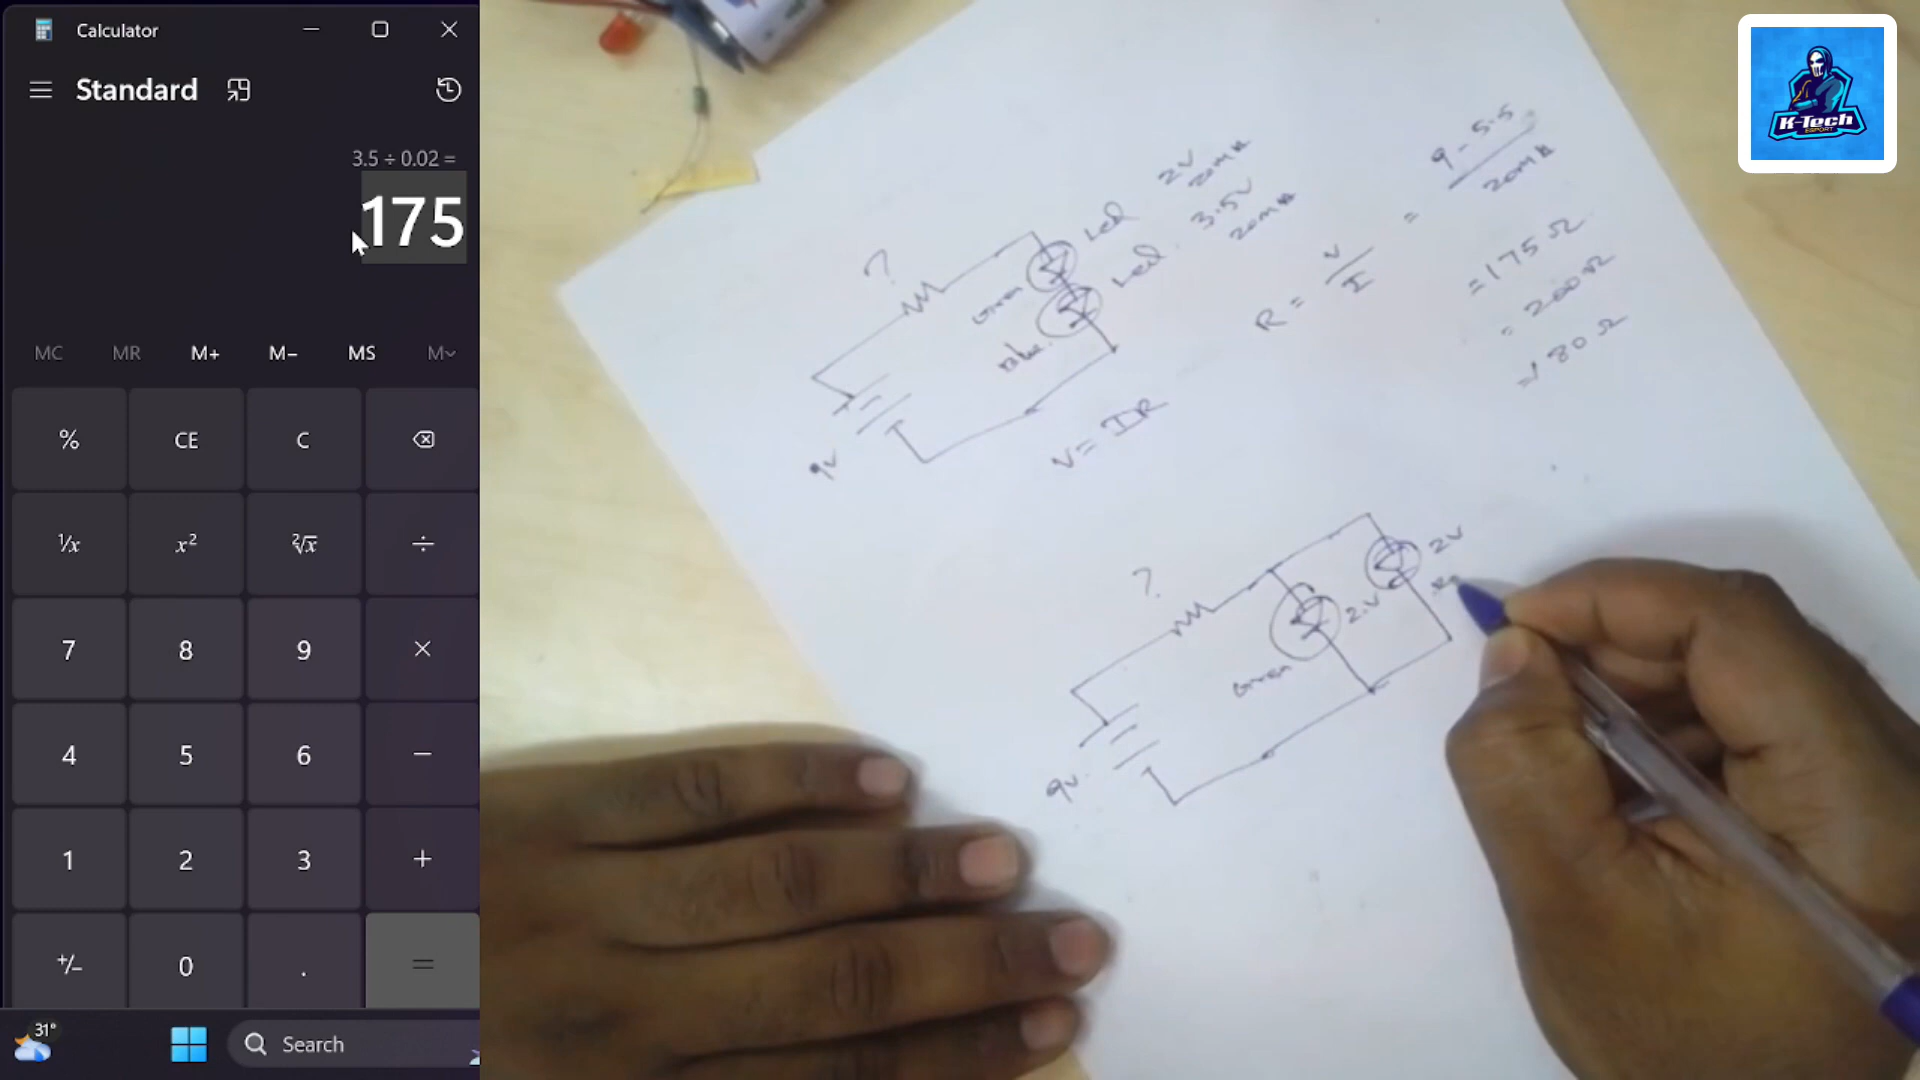 Calculator
Standard
3.5 ÷ 0.02 =
175
MC MR M+ M− MS M˅
% CE C
¹/x x² ²√x ÷
7 8 9 ×
4 5 6 −
1 2 3 +
+/− 0 . =
31°
Search
K-Tech
ESPORT
?
Led
2V
20mA
Green
Led
3.5V
20mA
Blue
9V
V = IR
R = V/I = 9-5.5/20mA
= 175 Ω
= 200 Ω
= 180 Ω
?
2V
2.V
Green
9V